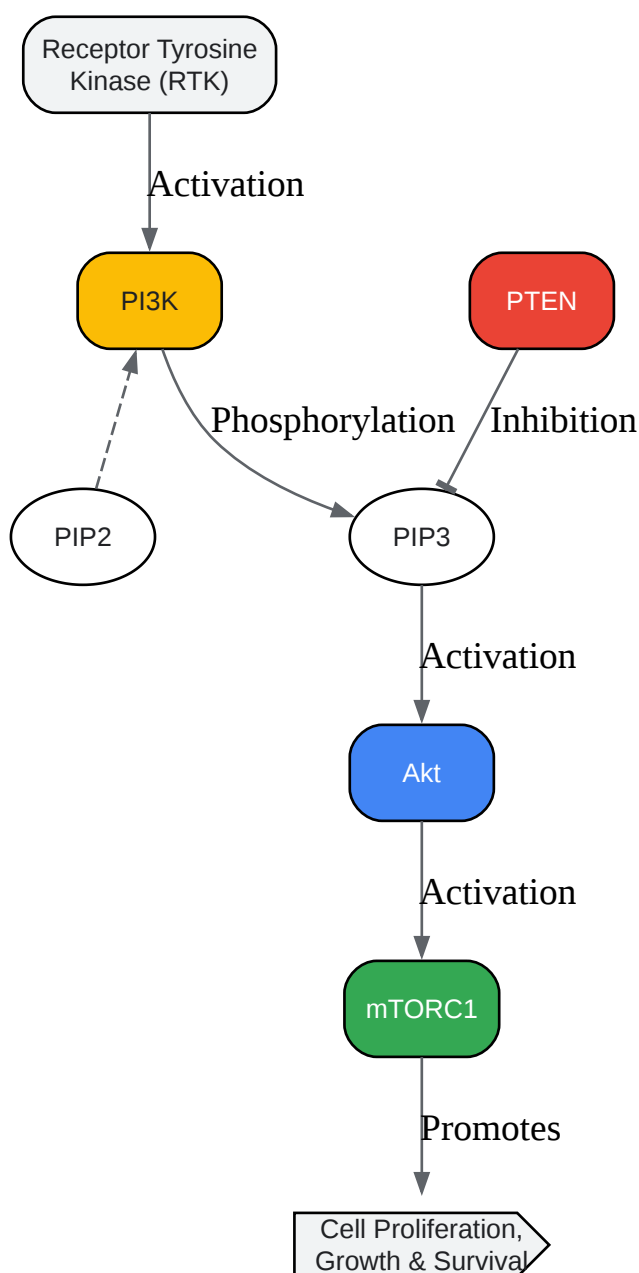 Receptor Tyrosine
Kinase (RTK)
Activation
PI3K
PTEN
Phosphorylation
Inhibition
PIP2
PIP3
Activation
Akt
Activation
mTORC1
Promotes
Cell Proliferation,
Growth & Survival